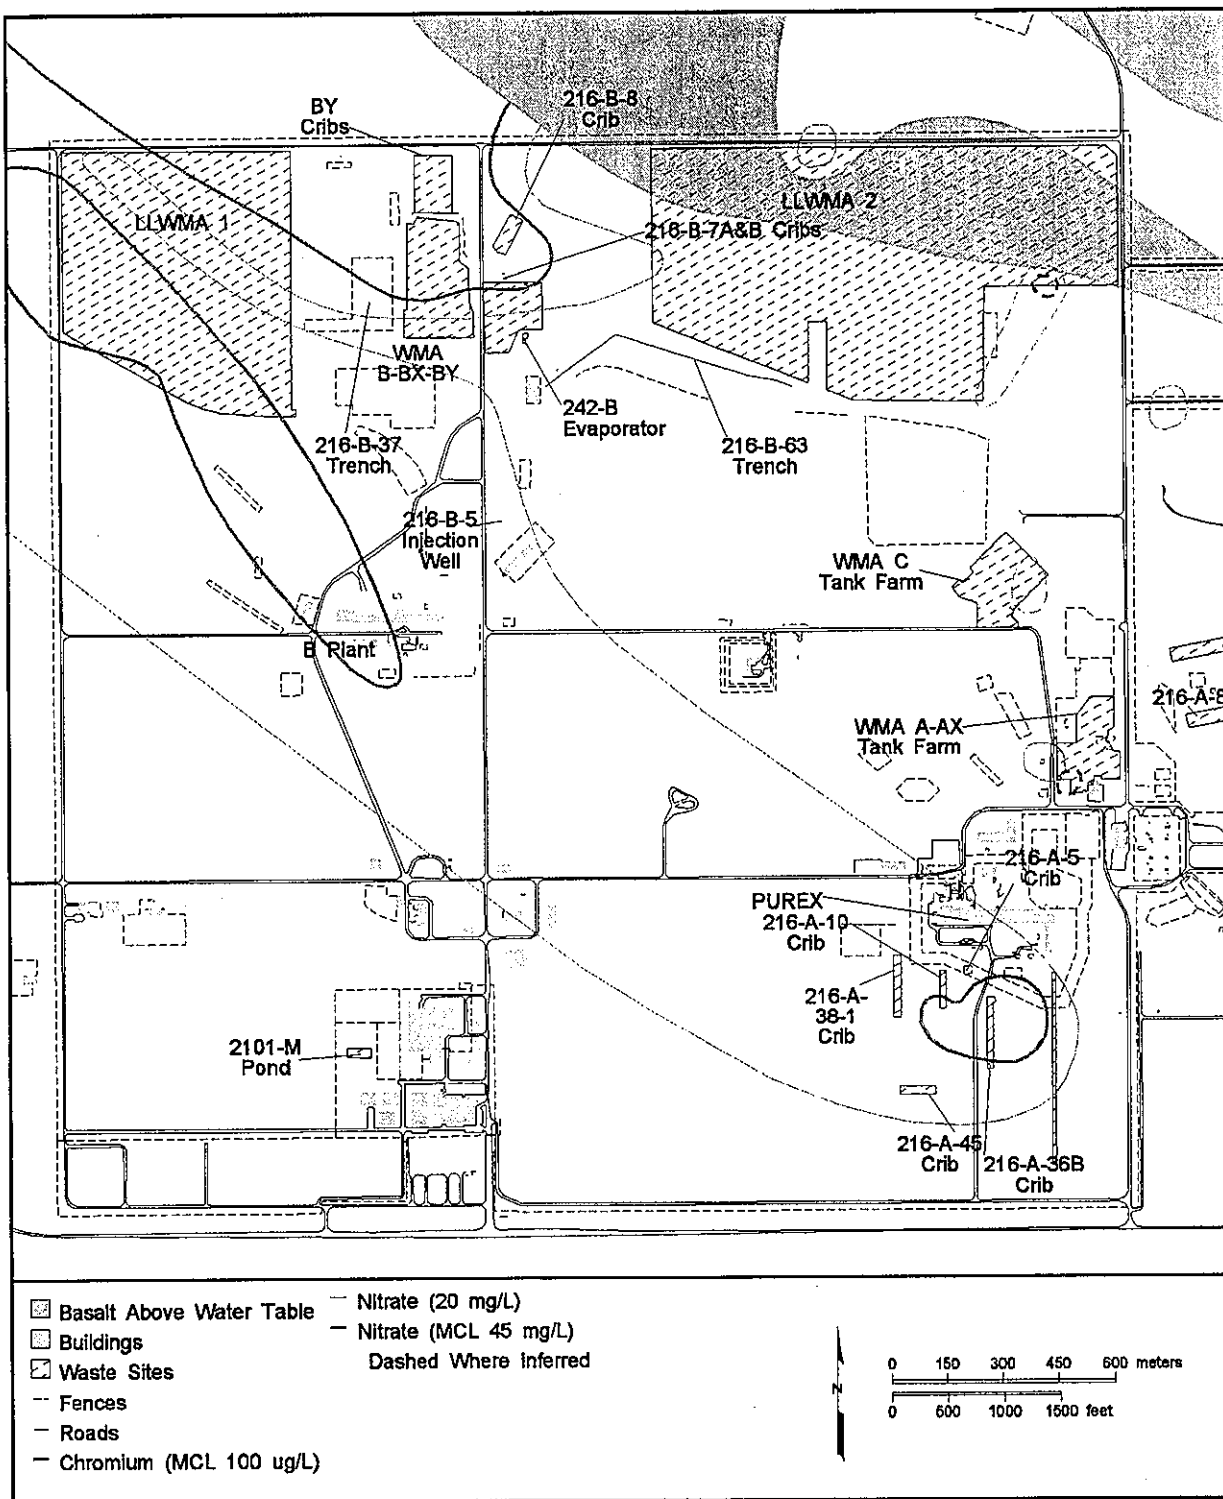 BY
Cribs
216-B-8
Crib
LLWMA 1
LLWMA 2
216-B-7A&B Cribs
WMA
B-BX-BY
242-B
Evaporator
216-B-37
Trench
216-B-63
Trench
216-B-5
Injection
Well
WMA C
Tank Farm
B Plant
216-A-8
WMA A-AX
Tank Farm
216-A-5
Crib
PUREX
216-A-10
Crib
216-A-
38-1
Crib
2101-M
Pond
216-A-45
Crib
216-A-36B
Crib
Basalt Above Water Table
Buildings
Waste Sites
Fences
Roads
Chromium (MCL 100 ug/L)
Nitrate (20 mg/L)
Nitrate (MCL 45 mg/L)
Dashed Where Inferred
N
0 150 300 450 600 meters
0 500 1000 1500 feet